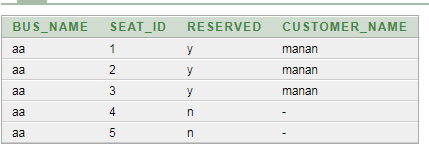 BUS_NAME SEAT_ID RESERVED CUSTOMER_NAME
aa 1 y manan
aa 2 y manan
aa 3 y manan
aa 4 n -
aa 5 n -